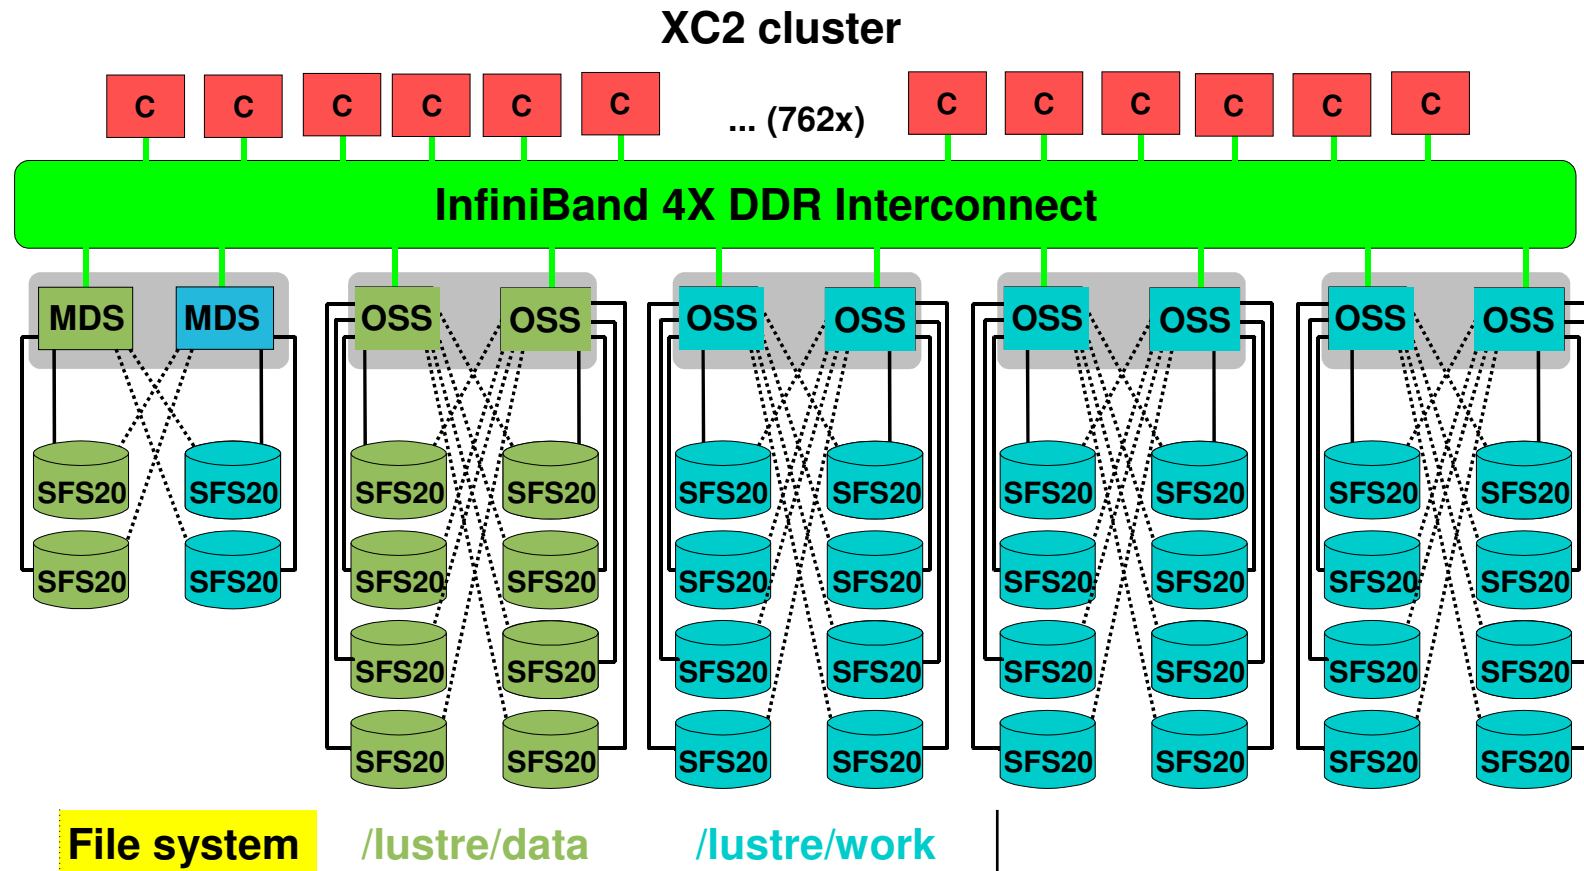 XC2 cluster
C C C C C C ... (762x) C C C C C C
InfiniBand 4X DDR Interconnect
MDS MDS OSS OSS OSS OSS OSS OSS OSS OSS
SFS20 SFS20 SFS20 SFS20 SFS20 SFS20 SFS20 SFS20 SFS20 SFS20
SFS20 SFS20 SFS20 SFS20 SFS20 SFS20 SFS20 SFS20 SFS20 SFS20
SFS20 SFS20 SFS20 SFS20 SFS20 SFS20 SFS20 SFS20
SFS20 SFS20 SFS20 SFS20 SFS20 SFS20 SFS20 SFS20
File system /lustre/data /lustre/work